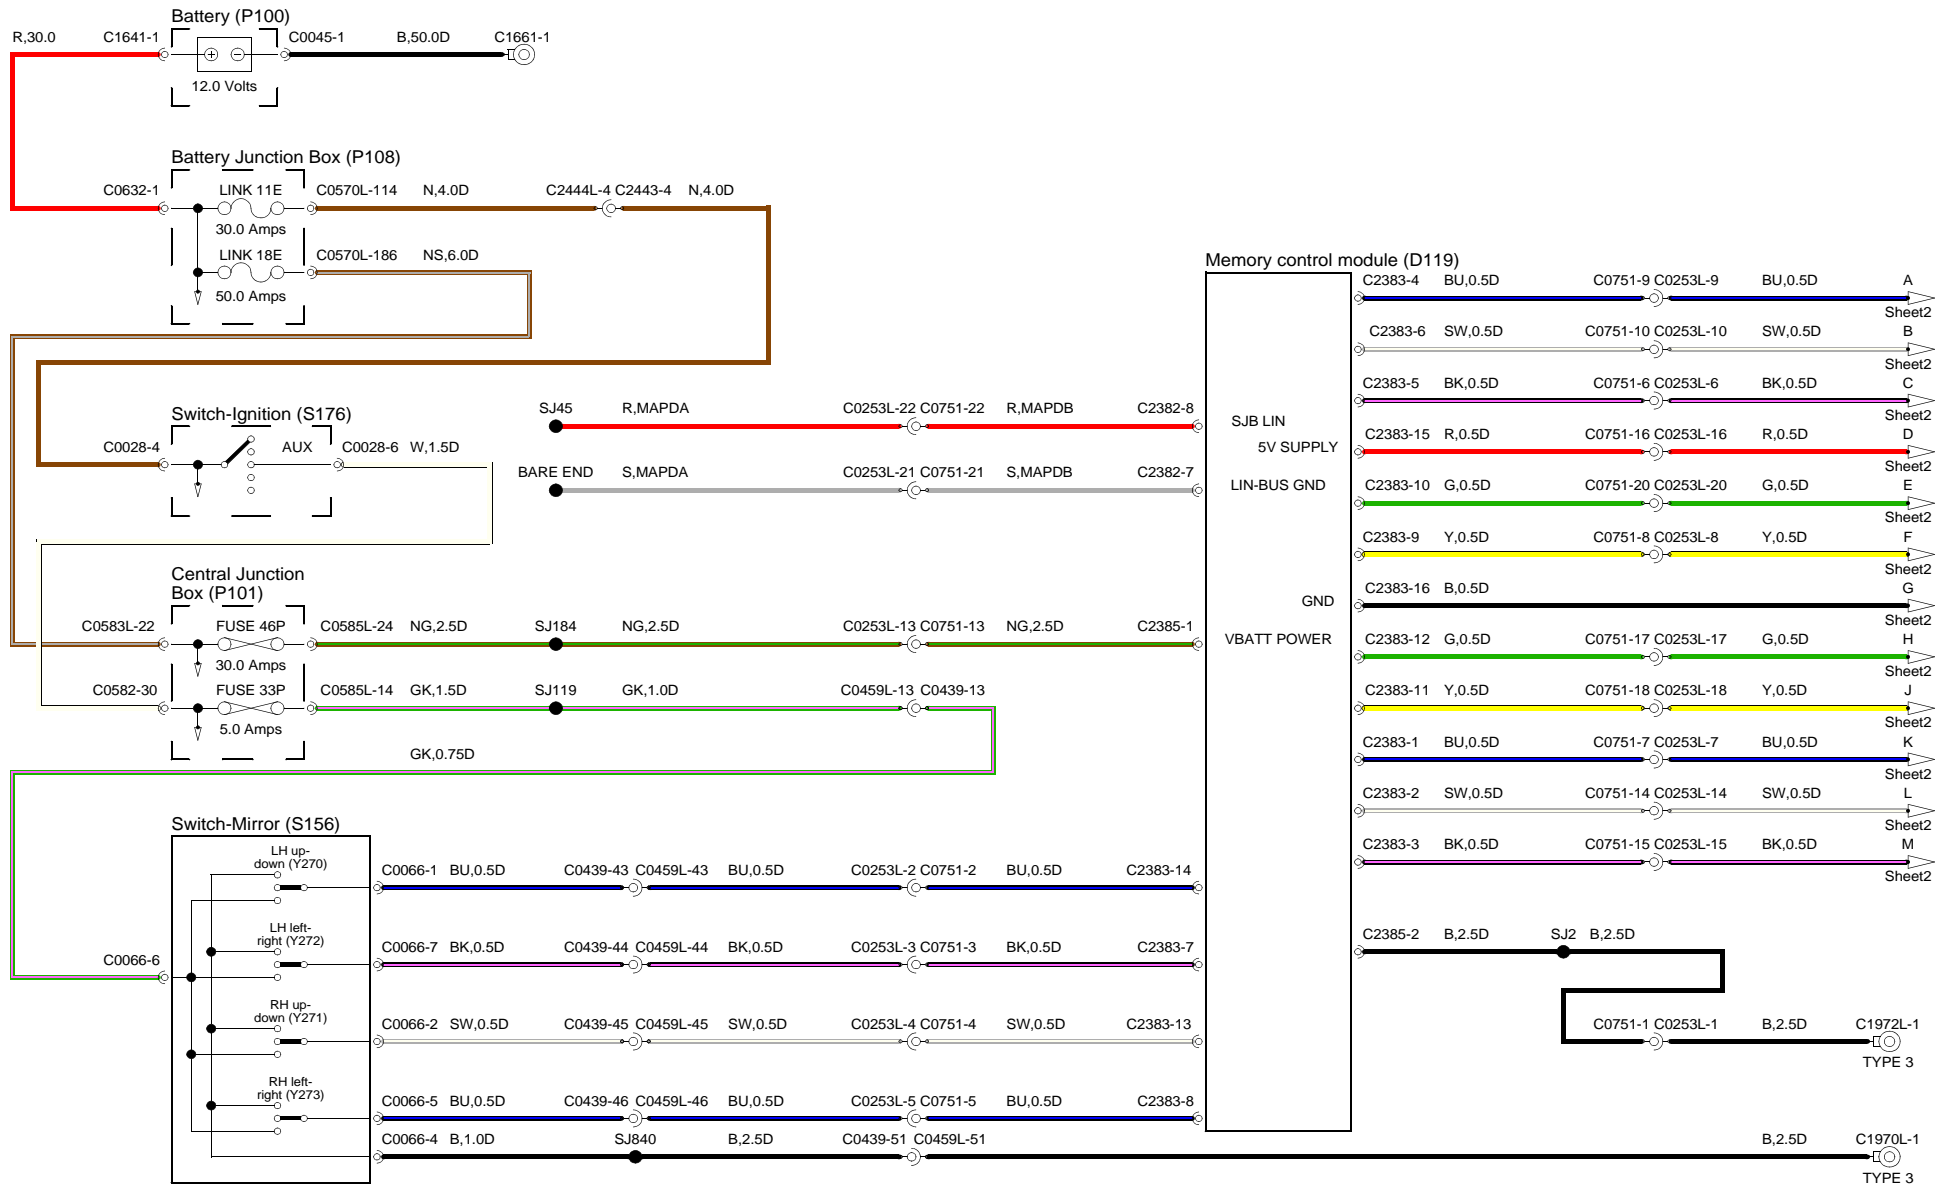 Battery (P100)
R,30.0 C1641-1 C0045-1 B,50.0D C1661-1
12.0 Volts
Battery Junction Box (P108)
C0632-1 LINK 11E C0570L-114 N,4.0D C2444L-4 C2443-4 N,4.0D
30.0 Amps
LINK 18E C0570L-186 NS,6.0D
50.0 Amps
Switch-Ignition (S176)
C0028-4 AUX C0028-6 W,1.5D
Central Junction
Box (P101)
C0583L-22 FUSE 46P C0585L-24 NG,2.5D SJ184 NG,2.5D C0253L-13 C0751-13 NG,2.5D C2385-1
30.0 Amps
C0582-30 FUSE 33P C0585L-14 GK,1.5D SJ119 GK,1.0D C0459L-13 C0439-13
5.0 Amps
GK,0.75D
SJ45 R,MAPDA C0253L-22 C0751-22 R,MAPDB C2382-8
BARE END S,MAPDA C0253L-21 C0751-21 S,MAPDB C2382-7
Switch-Mirror (S156)
LH up-
down (Y270)
C0066-1 BU,0.5D C0439-43 C0459L-43 BU,0.5D C0253L-2 C0751-2 BU,0.5D C2383-14
LH left-
right (Y272)
C0066-7 BK,0.5D C0439-44 C0459L-44 BK,0.5D C0253L-3 C0751-3 BK,0.5D C2383-7
C0066-6
RH up-
down (Y271)
C0066-2 SW,0.5D C0439-45 C0459L-45 SW,0.5D C0253L-4 C0751-4 SW,0.5D C2383-13
RH left-
right (Y273)
C0066-5 BU,0.5D C0439-46 C0459L-46 BU,0.5D C0253L-5 C0751-5 BU,0.5D C2383-8
C0066-4 B,1.0D SJ840 B,2.5D C0439-51 C0459L-51 B,2.5D C1970L-1
TYPE 3
Memory control module (D119)
SJB LIN
5V SUPPLY
LIN-BUS GND
GND
VBATT POWER
C2383-4 BU,0.5D C0751-9 C0253L-9 BU,0.5D A
Sheet2
C2383-6 SW,0.5D C0751-10 C0253L-10 SW,0.5D B
Sheet2
C2383-5 BK,0.5D C0751-6 C0253L-6 BK,0.5D C
Sheet2
C2383-15 R,0.5D C0751-16 C0253L-16 R,0.5D D
Sheet2
C2383-10 G,0.5D C0751-20 C0253L-20 G,0.5D E
Sheet2
C2383-9 Y,0.5D C0751-8 C0253L-8 Y,0.5D F
Sheet2
C2383-16 B,0.5D G
Sheet2
C2383-12 G,0.5D C0751-17 C0253L-17 G,0.5D H
Sheet2
C2383-11 Y,0.5D C0751-18 C0253L-18 Y,0.5D J
Sheet2
C2383-1 BU,0.5D C0751-7 C0253L-7 BU,0.5D K
Sheet2
C2383-2 SW,0.5D C0751-14 C0253L-14 SW,0.5D L
Sheet2
C2383-3 BK,0.5D C0751-15 C0253L-15 BK,0.5D M
Sheet2
C2385-2 B,2.5D SJ2 B,2.5D
C0751-1 C0253L-1 B,2.5D C1972L-1
TYPE 3